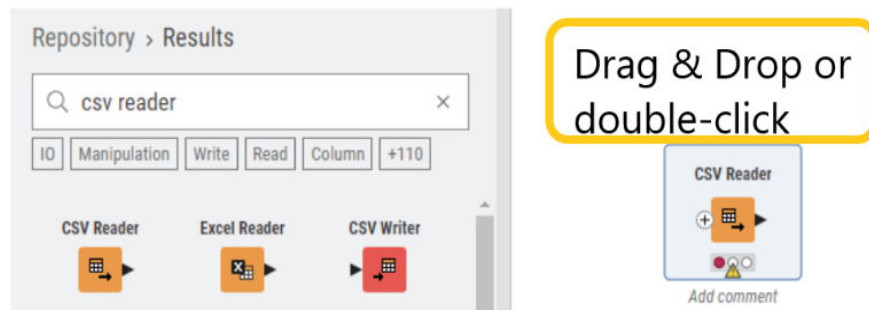 Repository › Results
csv reader
IO Manipulation Write Read Column +110
CSV Reader Excel Reader CSV Writer
Drag & Drop or
double-click
CSV Reader
Add comment